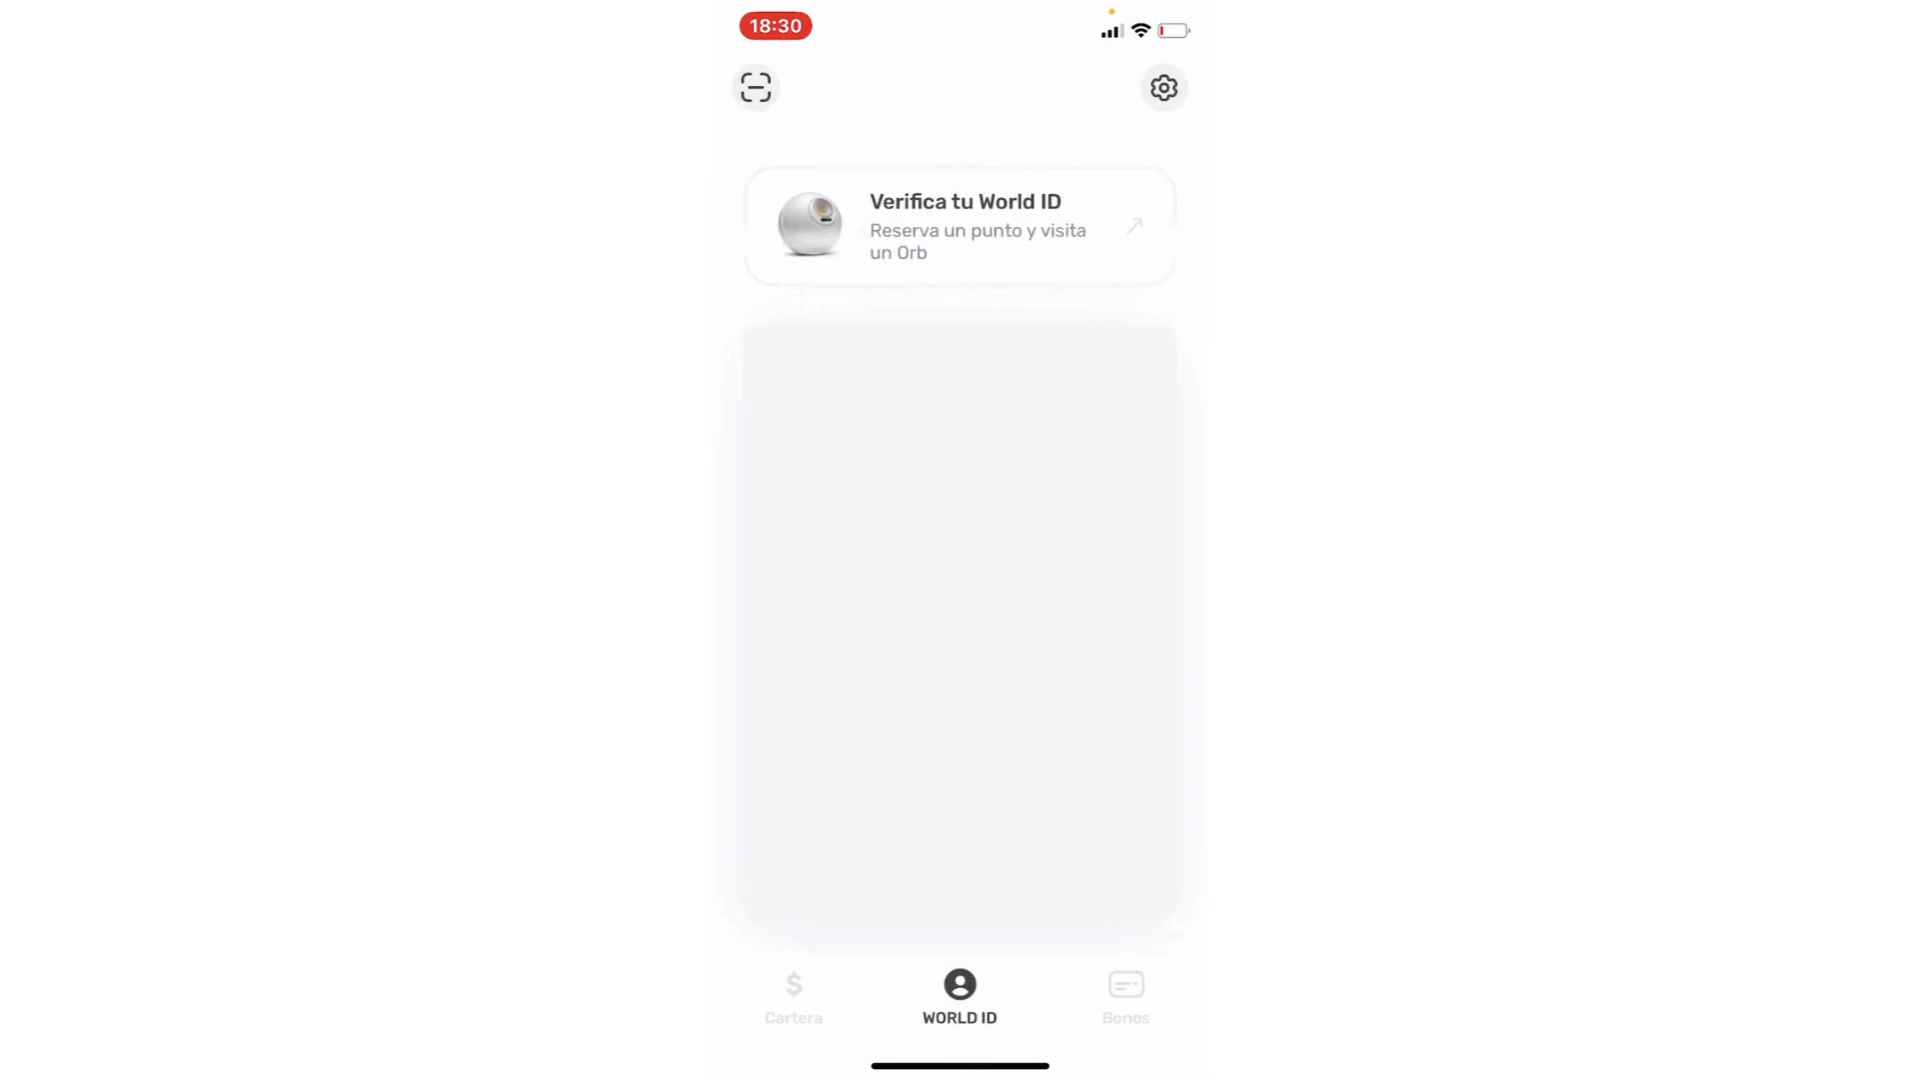 18:30
Verifica tu World ID
Reserva un punto y visita
un Orb
$
Cartera
WORLD ID
Bonos